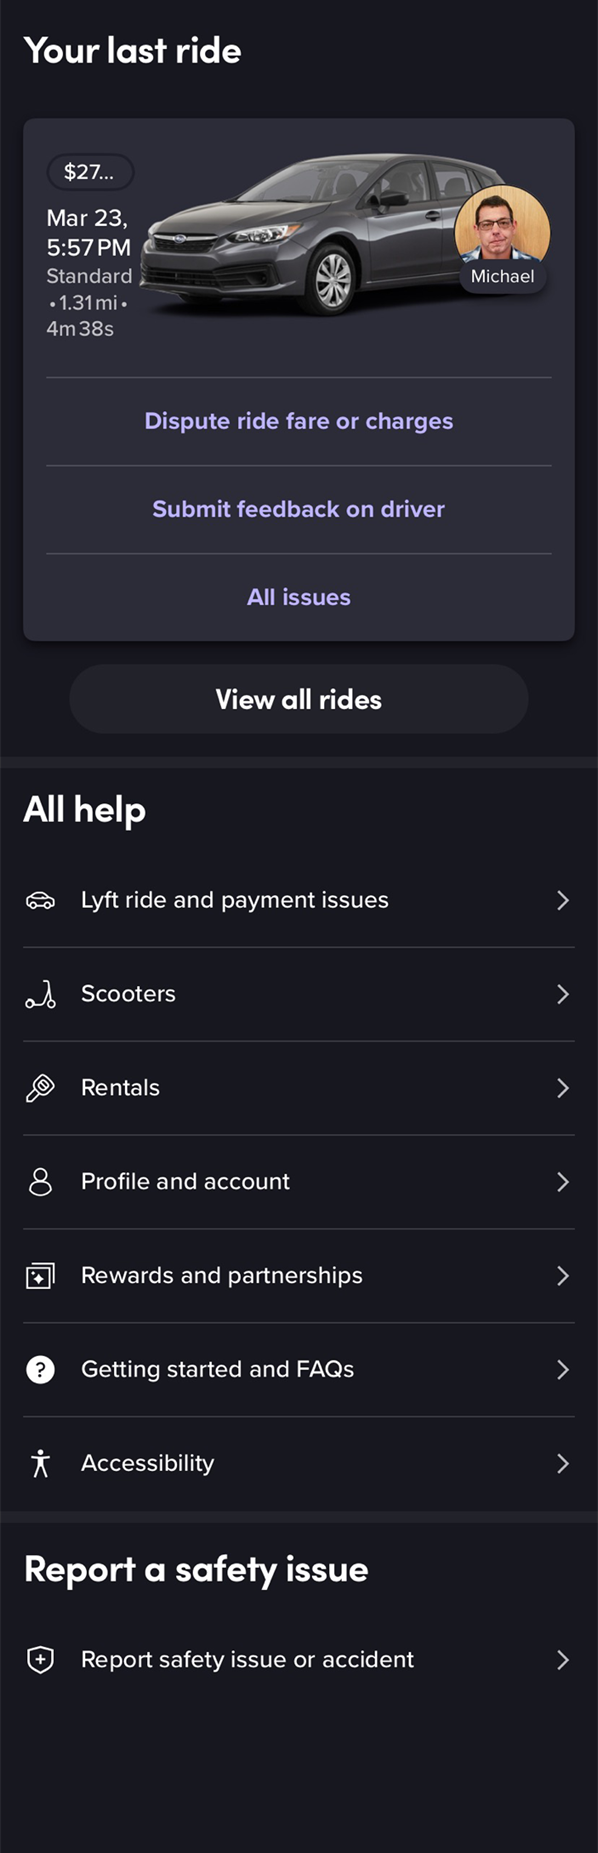 Your last ride
$27...
Mar 23,
5:57 PM
Standard
• 1.31 mi •
4m 38s
Michael
Dispute ride fare or charges
Submit feedback on driver
All issues
View all rides
All help
Lyft ride and payment issues
Scooters
Rentals
Profile and account
Rewards and partnerships
? Getting started and FAQs
Accessibility
Report a safety issue
Report safety issue or accident